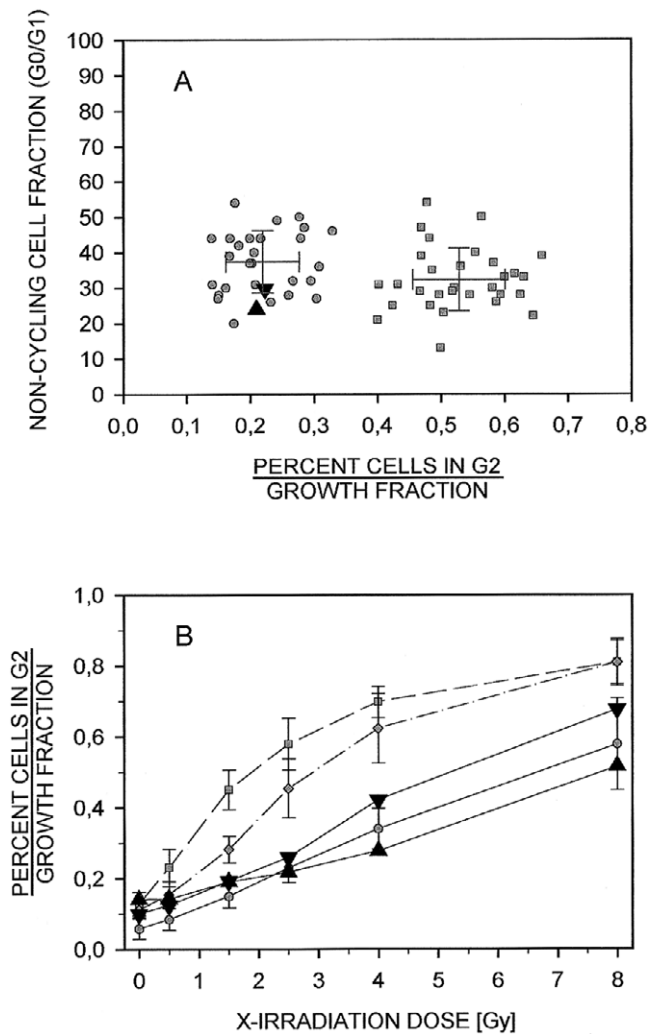 A
NON-CYCLING CELL FRACTION (G0/G1)
100
90
80
70
60
50
40
30
20
10
0
0,0 0,1 0,2 0,3 0,4 0,5 0,6 0,7 0,8
PERCENT CELLS IN G2
GROWTH FRACTION
B
PERCENT CELLS IN G2
GROWTH FRACTION
1,0
0,8
0,6
0,4
0,2
0,0
0 1 2 3 4 5 6 7 8
X-IRRADIATION DOSE [Gy]